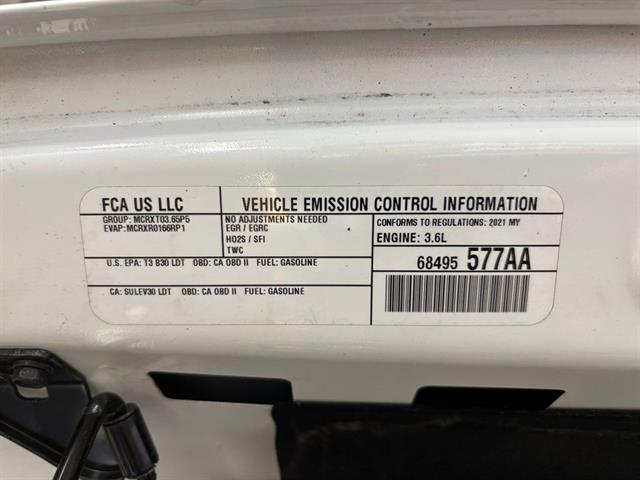 FCA US LLC
GROUP: MCRXT03.65P5
EVAP: MCRXR0166RP1
VEHICLE EMISSION CONTROL INFORMATION
NO ADJUSTMENTS NEEDED
EGR / EGRC
HO2S / SFI
TWC
CONFORMS TO REGULATIONS: 2021 MY
ENGINE: 3.6L
U.S. EPA: T3 B30 LDT OBD: CA OBD II FUEL: GASOLINE
CA: SULEV30 LDT OBD: CA OBD II FUEL: GASOLINE
68495 577AA